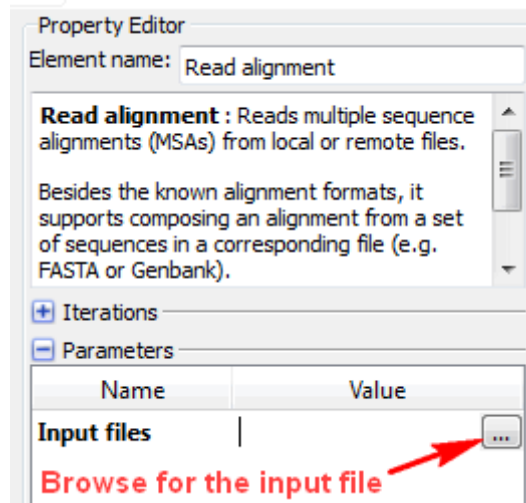 Property Editor
Element name: Read alignment
Read alignment : Reads multiple sequence
alignments (MSAs) from local or remote files.
Besides the known alignment formats, it
supports composing an alignment from a set
of sequences in a corresponding file (e.g.
FASTA or Genbank).
Iterations
Parameters
Name Value
Input files ...
Browse for the input file